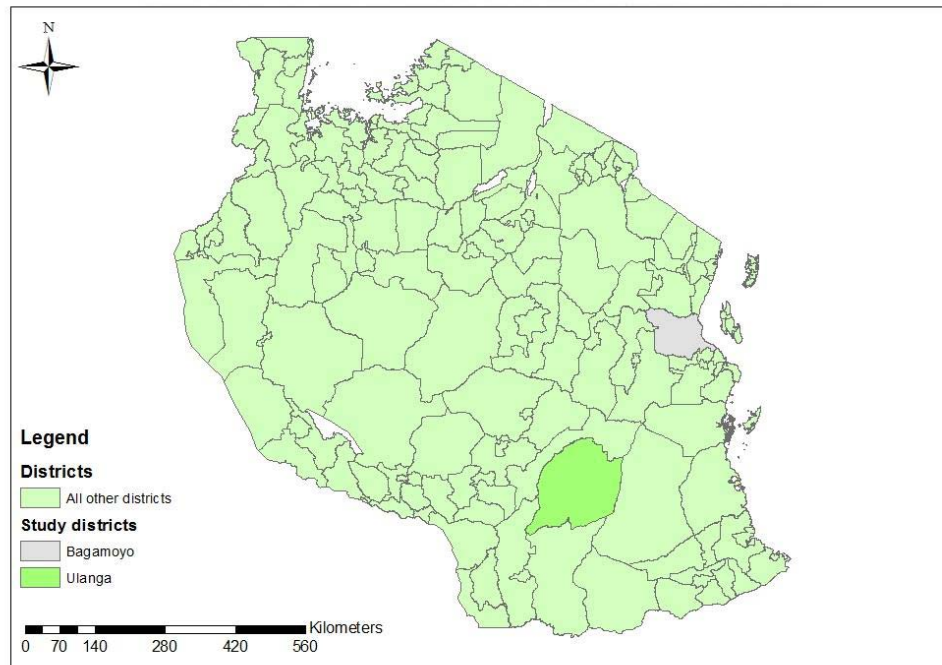 N
Legend
Districts
All other districts
Study districts
Bagamoyo
Ulanga
Kilometers
0 70 140 280 420 560